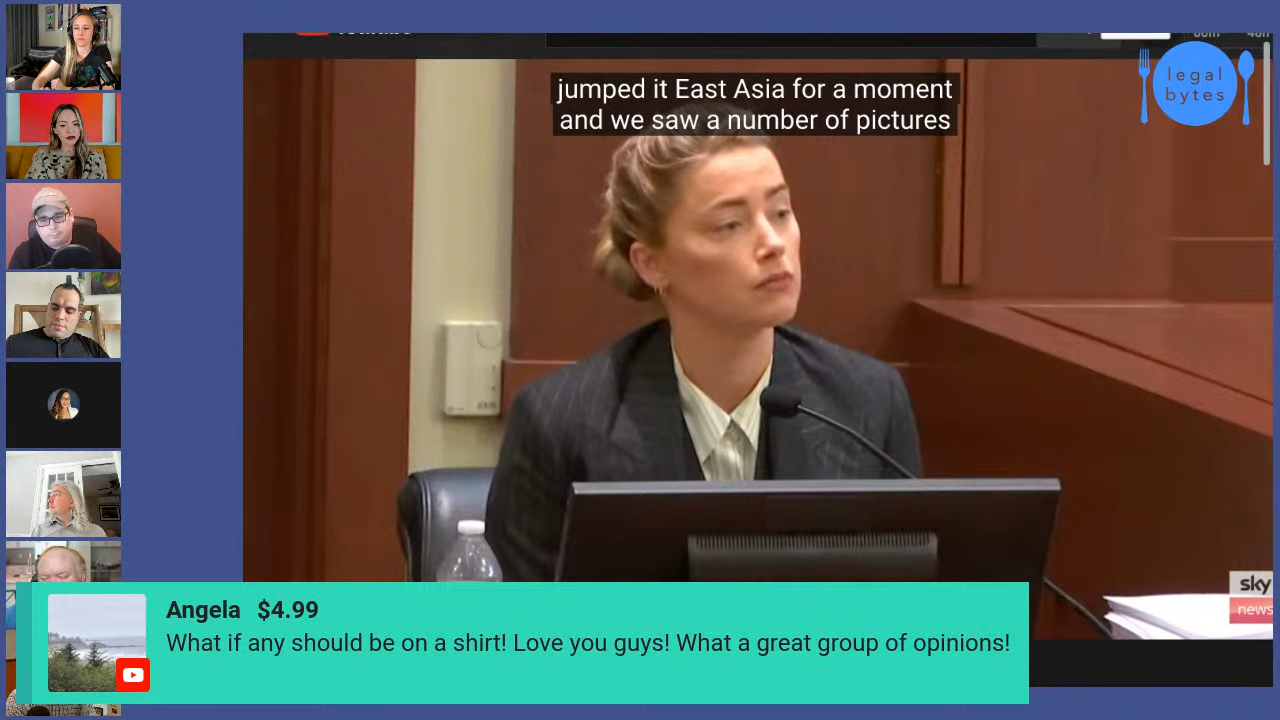 jumped it East Asia for a moment
and we saw a number of pictures
legal
bytes
sky
news
Angela $4.99
What if any should be on a shirt! Love you guys! What a great group of opinions!